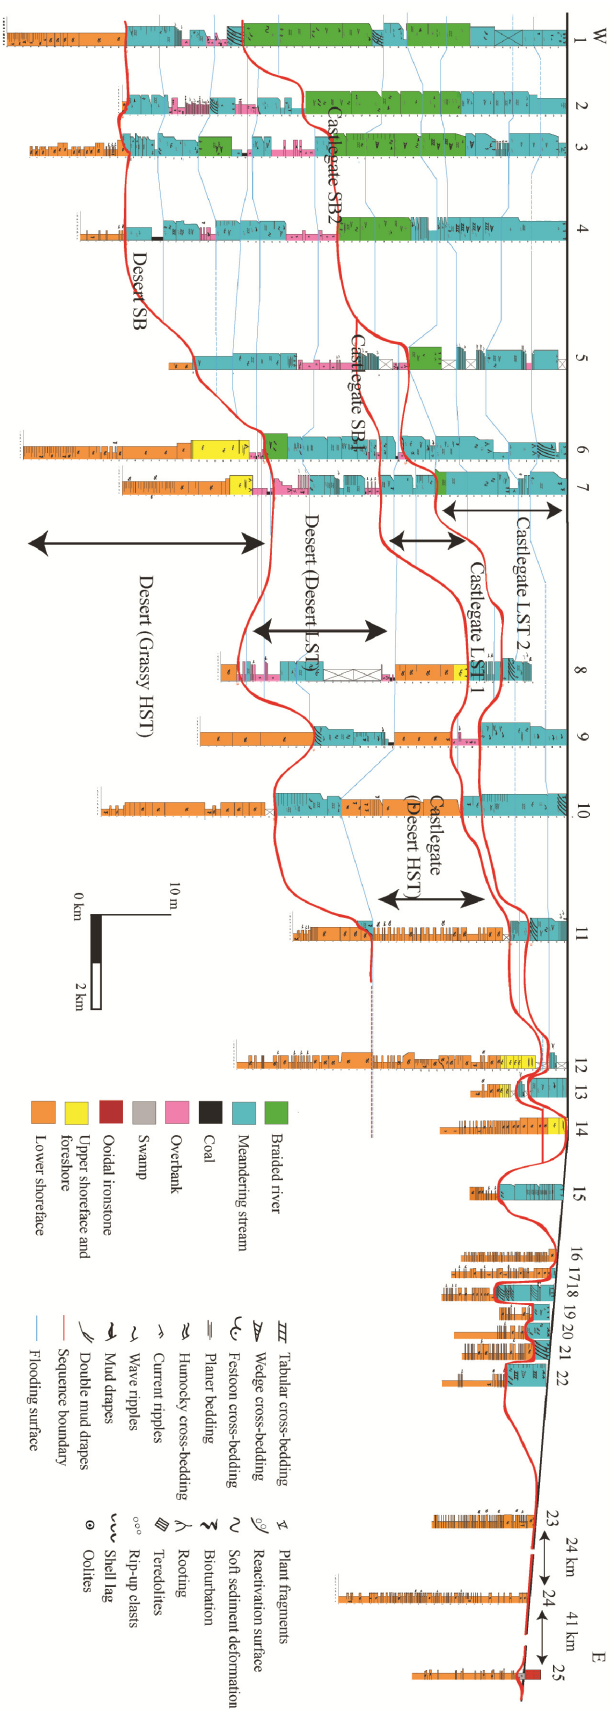 W
1
2
3
4
5
6
7
8
9
10
11
12
13
14
15
16
17
18
19
20
21
22
23
24
25
24 km
41 km
E
Castlegate SB2
Castlegate SB1
Desert SB
Castlegate LST 2
Castlegate LST 1
Desert (Desert LST)
Castlegate
(Desert HST)
Desert (Grassy HST)
10 m
0 km
2 km
Braided river
Meandering stream
Coal
Overbank
Swamp
Ooidal ironstone
Upper shoreface and
foreshore
Lower shoreface
Tabular cross-bedding
Wedge cross-bedding
Festoon cross-bedding
Planer bedding
Humocky cross-bedding
Current ripples
Wave ripples
Mud drapes
Double mud drapes
Sequence boundary
Flooding surface
Plant fragments
Reactivation surface
Soft sediment deformation
Bioturbation
Rooting
Teredolites
Rip-up clasts
Shell lag
Oolites